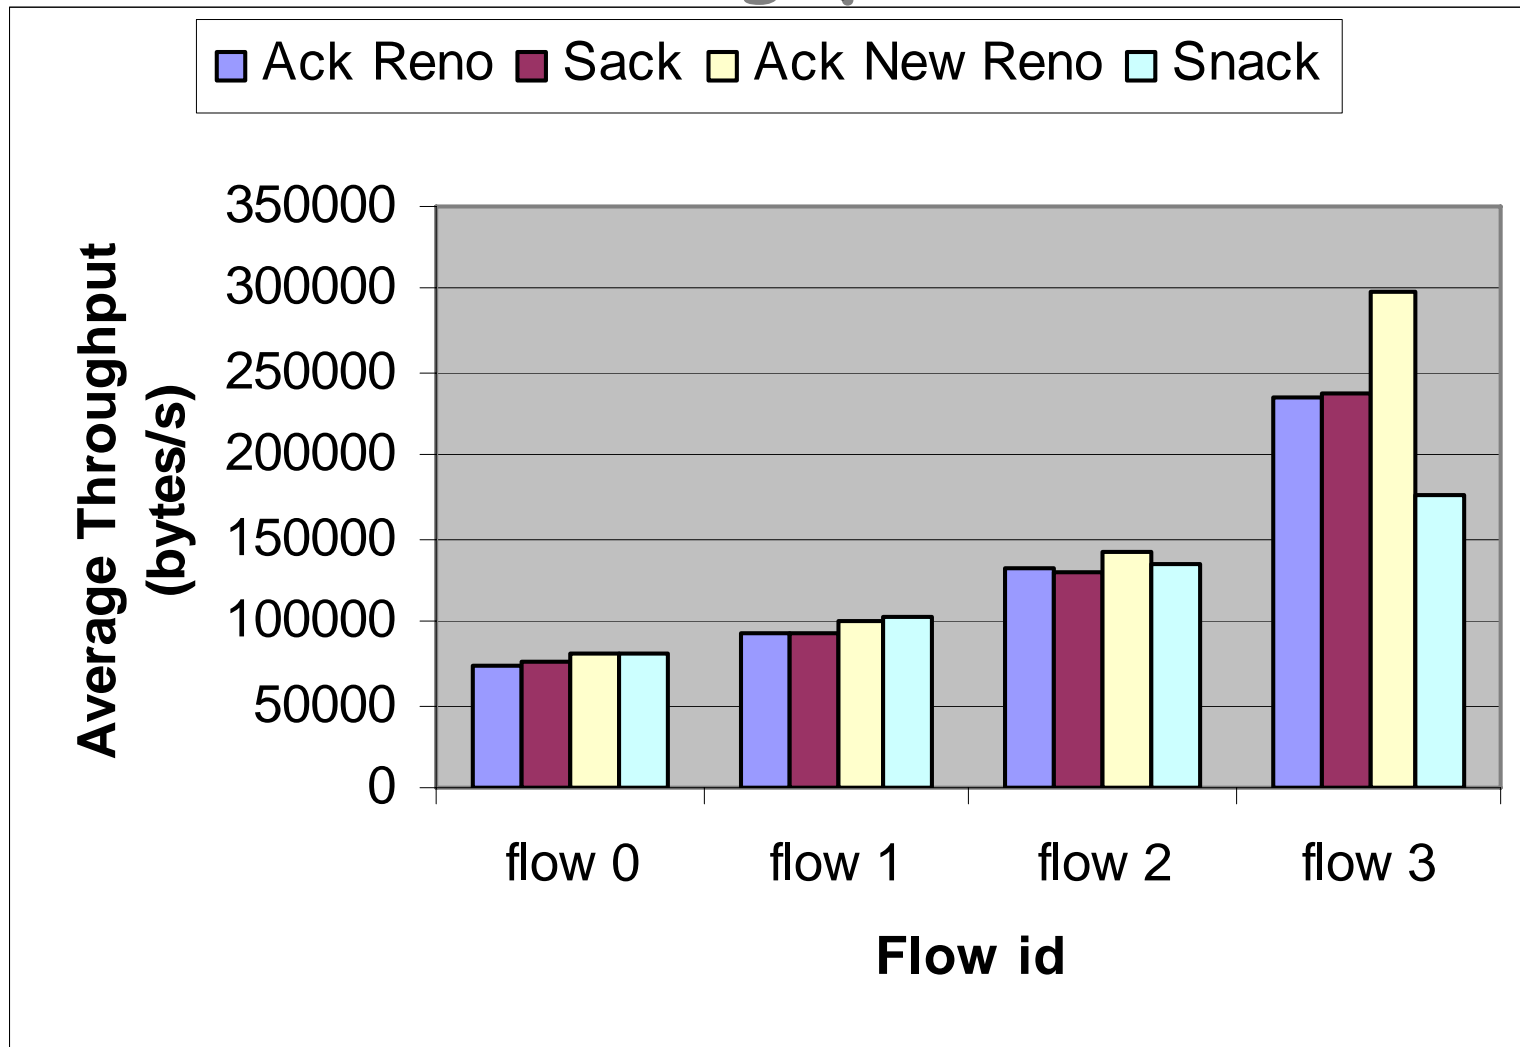 Ack Reno Sack Ack New Reno Snack
350000
300000
250000
200000
150000
100000
50000
0
Average Throughput
(bytes/s)
flow 0 flow 1 flow 2 flow 3
Flow id